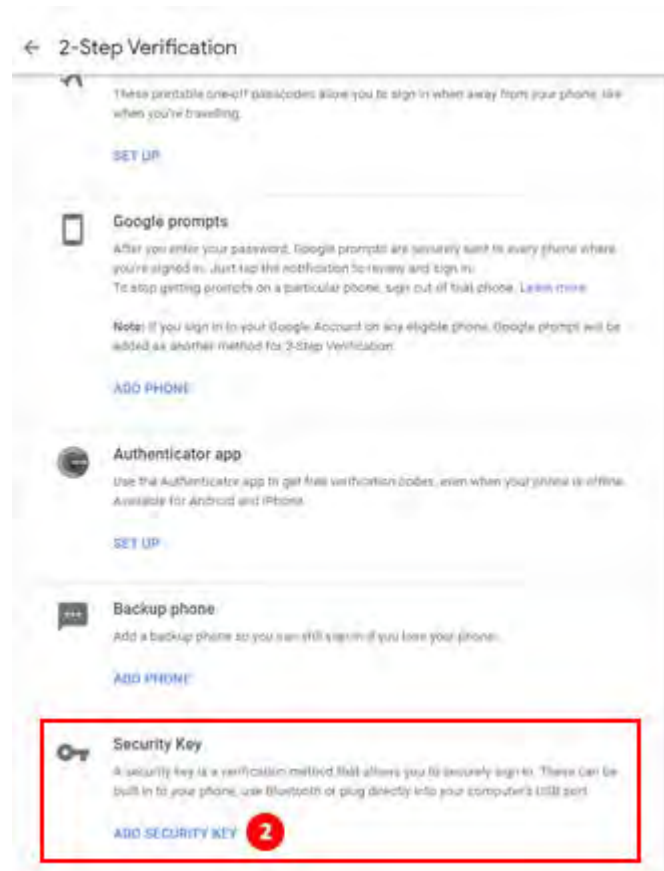 ← 2-Step Verification
These printable one-off passcodes allow you to sign in when away from your phone, like
when you're travelling.
SET UP
Google prompts
After you enter your password, Google prompts are securely sent to every phone where
you're signed in. Just tap the notification to review and sign in.
To stop getting prompts on a particular phone, sign out of that phone. Learn more
Note: If you sign in to your Google Account on any eligible phone, Google prompt will be
added as another method for 2-Step Verification.
ADD PHONE
Authenticator app
Use the Authenticator app to get free verification codes, even when your phone is offline.
Available for Android and iPhone.
SET UP
Backup phone
Add a backup phone so you can still sign in if you lose your phone.
ADD PHONE
Security Key
A security key is a verification method that allows you to securely sign in. These can be
built in to your phone, use Bluetooth or plug directly into your computer's USB port.
ADD SECURITY KEY 2